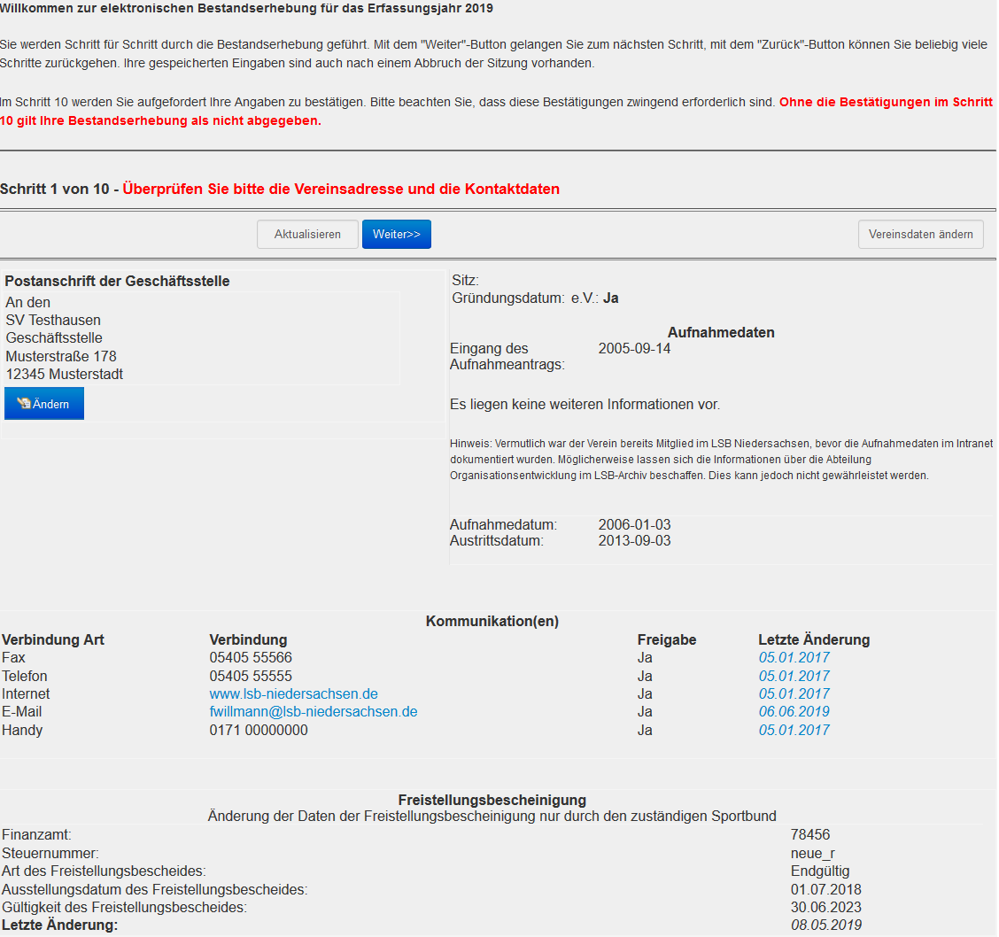 Willkommen zur elektronischen Bestandserhebung für das Erfassungsjahr 2019
Sie werden Schritt für Schritt durch die Bestandserhebung geführt. Mit dem "Weiter"-Button gelangen Sie zum nächsten Schritt, mit dem "Zurück"-Button können Sie beliebig viele
Schritte zurückgehen. Ihre gespeicherten Eingaben sind auch nach einem Abbruch der Sitzung vorhanden.
Im Schritt 10 werden Sie aufgefordert Ihre Angaben zu bestätigen. Bitte beachten Sie, dass diese Bestätigungen zwingend erforderlich sind. Ohne die Bestätigungen im Schritt
10 gilt Ihre Bestandserhebung als nicht abgegeben.
Schritt 1 von 10 - Überprüfen Sie bitte die Vereinsadresse und die Kontaktdaten
Aktualisieren Weiter>> Vereinsdaten ändern
Postanschrift der Geschäftsstelle
An den
SV Testhausen
Geschäftsstelle
Musterstraße 178
12345 Musterstadt
Ändern
Sitz:
Gründungsdatum: e.V.: Ja
Aufnahmedaten
Eingang des 2005-09-14
Aufnahmeantrags:
Es liegen keine weiteren Informationen vor.
Hinweis: Vermutlich war der Verein bereits Mitglied im LSB Niedersachsen, bevor die Aufnahmedaten im Intranet
dokumentiert wurden. Möglicherweise lassen sich die Informationen über die Abteilung
Organisationsentwicklung im LSB-Archiv beschaffen. Dies kann jedoch nicht gewährleistet werden.
Aufnahmedatum: 2006-01-03
Austrittsdatum: 2013-09-03
Kommunikation(en)
Verbindung Art Verbindung Freigabe Letzte Änderung
Fax 05405 55566 Ja 05.01.2017
Telefon 05405 55555 Ja 05.01.2017
Internet www.lsb-niedersachsen.de Ja 05.01.2017
E-Mail fwillmann@lsb-niedersachsen.de Ja 06.06.2019
Handy 0171 00000000 Ja 05.01.2017
Freistellungsbescheinigung
Änderung der Daten der Freistellungsbescheinigung nur durch den zuständigen Sportbund
Finanzamt: 78456
Steuernummer: neue_r
Art des Freistellungsbescheides: Endgültig
Ausstellungsdatum des Freistellungsbescheides: 01.07.2018
Gültigkeit des Freistellungsbescheides: 30.06.2023
Letzte Änderung: 08.05.2019